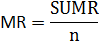 MR = SUMR / n